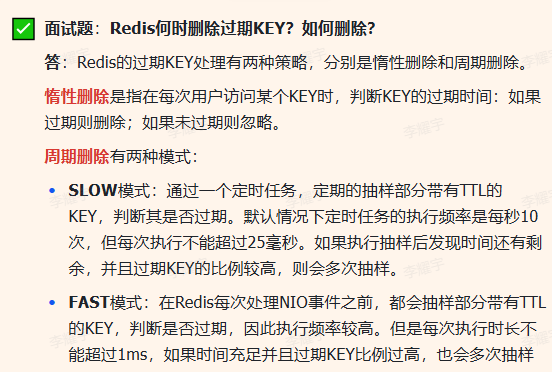 面试题：Redis何时删除过期KEY？如何删除？
答：Redis的过期KEY处理有两种策略，分别是惰性删除和周期删除。
惰性删除是指在每次用户访问某个KEY时，判断KEY的过期时间：如果
过期则删除；如果未过期则忽略。
周期删除有两种模式：
• SLOW模式：通过一个定时任务，定期的抽样部分带有TTL的
KEY，判断其是否过期。默认情况下定时任务的执行频率是每秒10
次，但每次执行不能超过25毫秒。如果执行抽样后发现时间还有剩
余，并且过期KEY的比例较高，则会多次抽样。
• FAST模式：在Redis每次处理NIO事件之前，都会抽样部分带有TTL
的KEY，判断是否过期，因此执行频率较高。但是每次执行时长不
能超过1ms，如果时间充足并且过期KEY比例过高，也会多次抽样